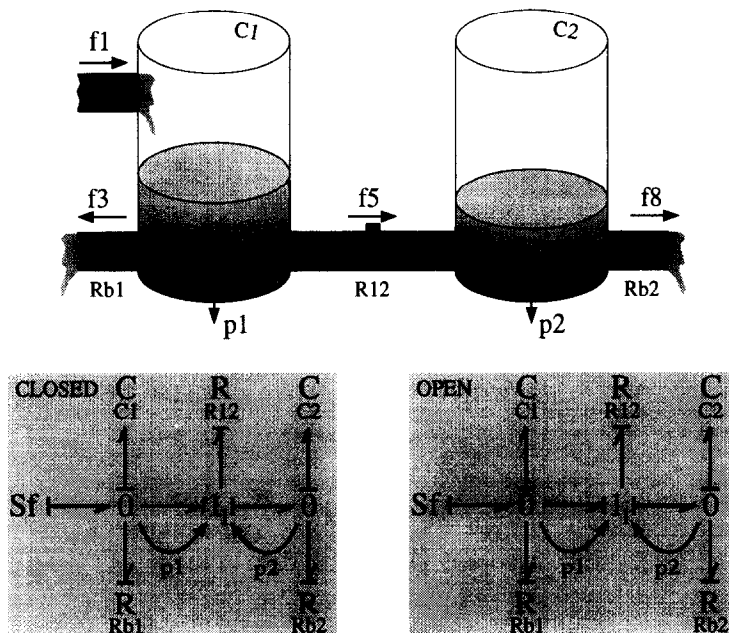 f1
C1
C2
f3
f5
f8
Rb1
R12
Rb2
p1
p2
CLOSED
C
R
C
C1
R12
C2
Sf
0
1
0
p1
p2
R
R
Rb1
Rb2
OPEN
C
R
C
C1
R12
C2
Sf
0
1
0
p1
p2
R
R
Rb1
Rb2